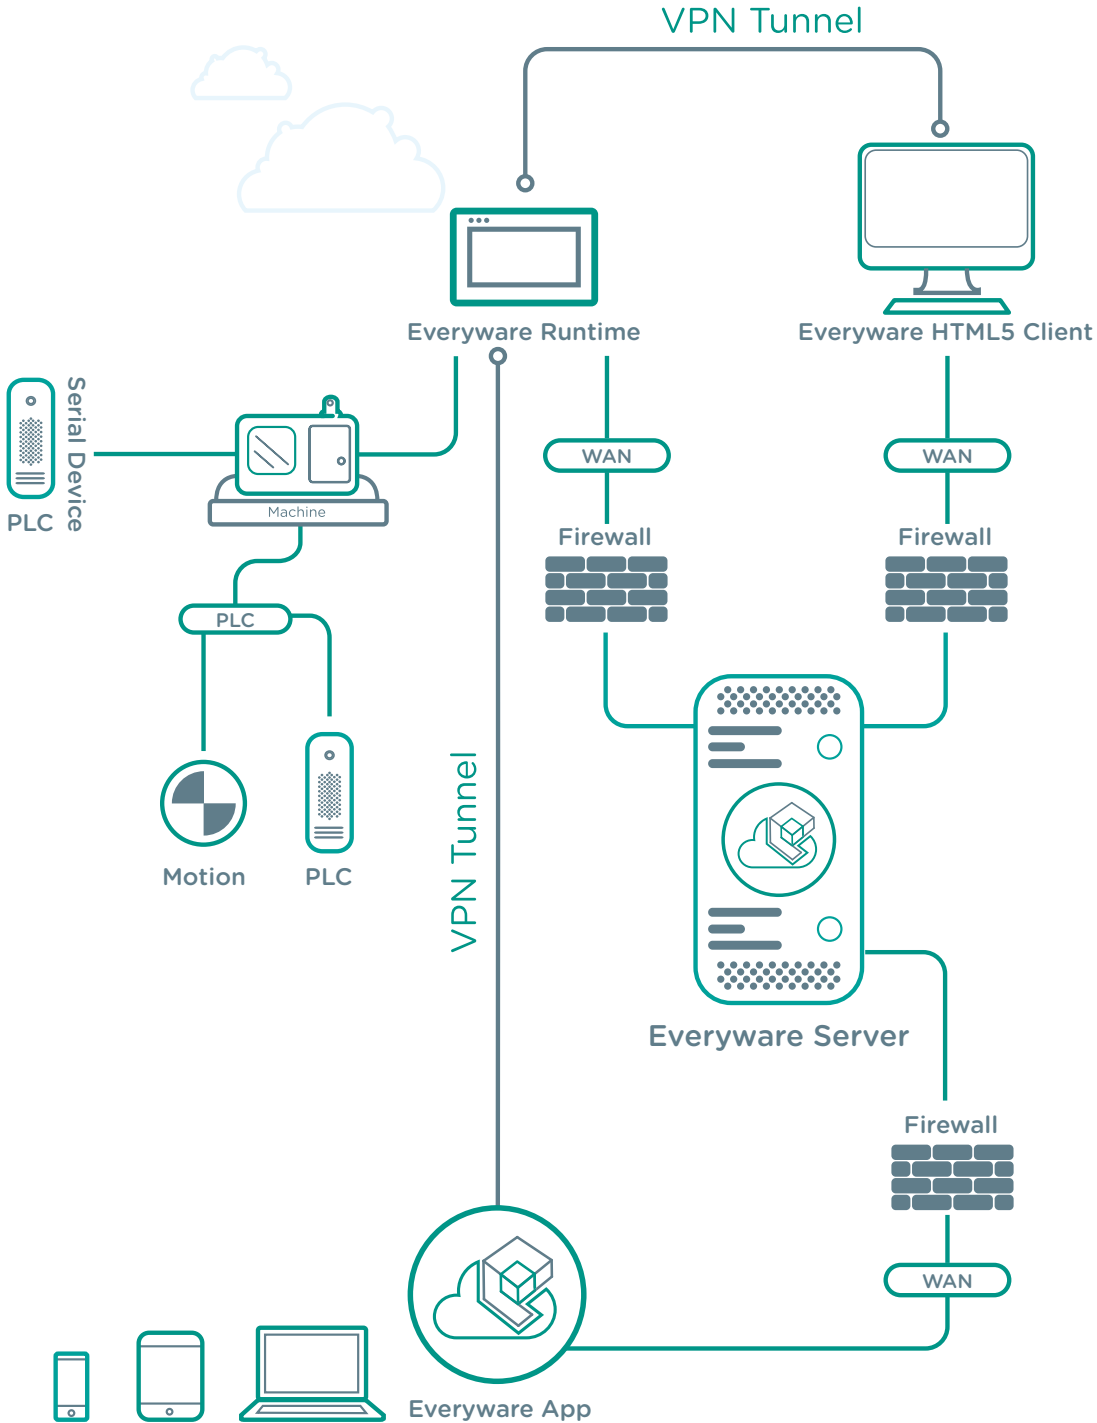 VPN Tunnel
Everyware Runtime
Everyware HTML5 Client
Serial Device
PLC
Machine
WAN
WAN
Firewall
Firewall
PLC
Motion
PLC
VPN Tunnel
Everyware Server
Firewall
WAN
Everyware App